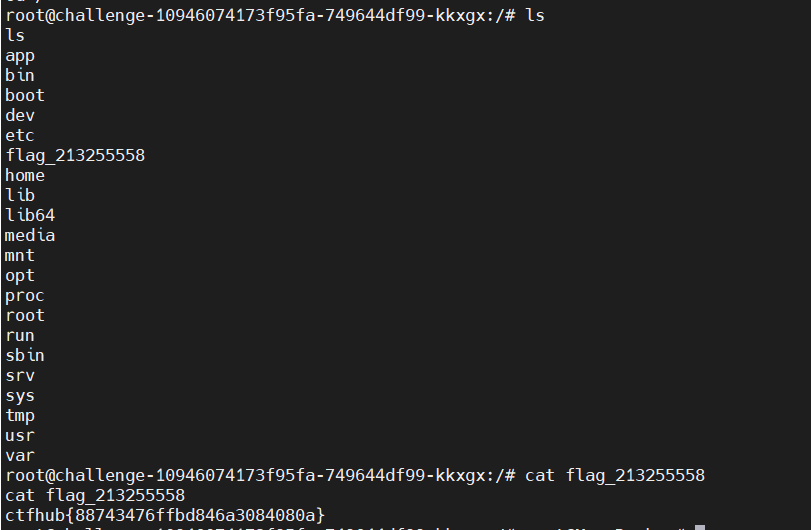 root@challenge-10946074173f95fa-749644df99-kkxgx:/# ls
ls
app
bin
boot
dev
etc
flag_213255558
home
lib
lib64
media
mnt
opt
proc
root
run
sbin
srv
sys
tmp
usr
var
root@challenge-10946074173f95fa-749644df99-kkxgx:/# cat flag_213255558
cat flag_213255558
ctfhub{88743476ffbd846a3084080a}